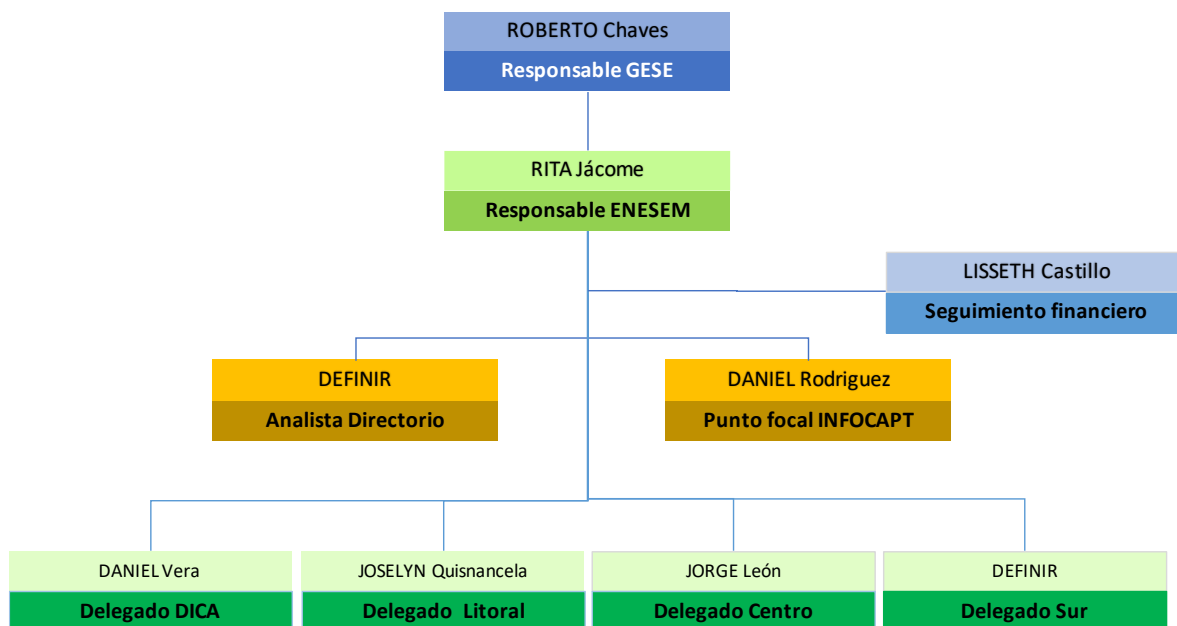 ROBERTO Chaves
Responsable GESE
RITA Jácome
Responsable ENESEM
LISSETH Castillo
Seguimiento financiero
DEFINIR
Analista Directorio
DANIEL Rodriguez
Punto focal INFOCAPT
DANIEL Vera
Delegado DICA
JOSELYN Quisnancela
Delegado Litoral
JORGE León
Delegado Centro
DEFINIR
Delegado Sur